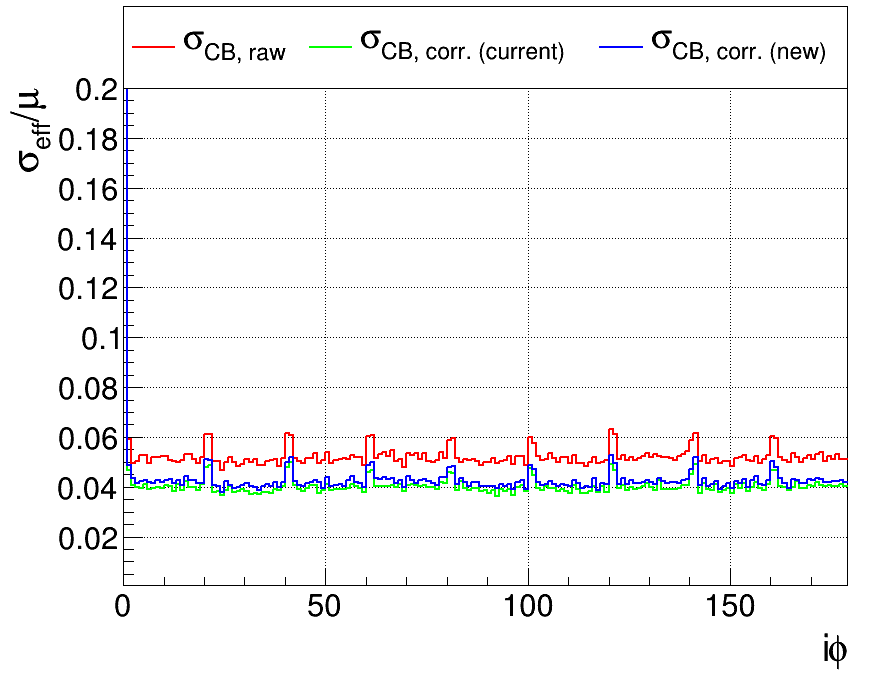 σCB, raw σCB, corr. (current) σCB, corr. (new)
σeff/μ
0.2
0.18
0.16
0.14
0.12
0.1
0.08
0.06
0.04
0.02
0 50 100 150
iϕ